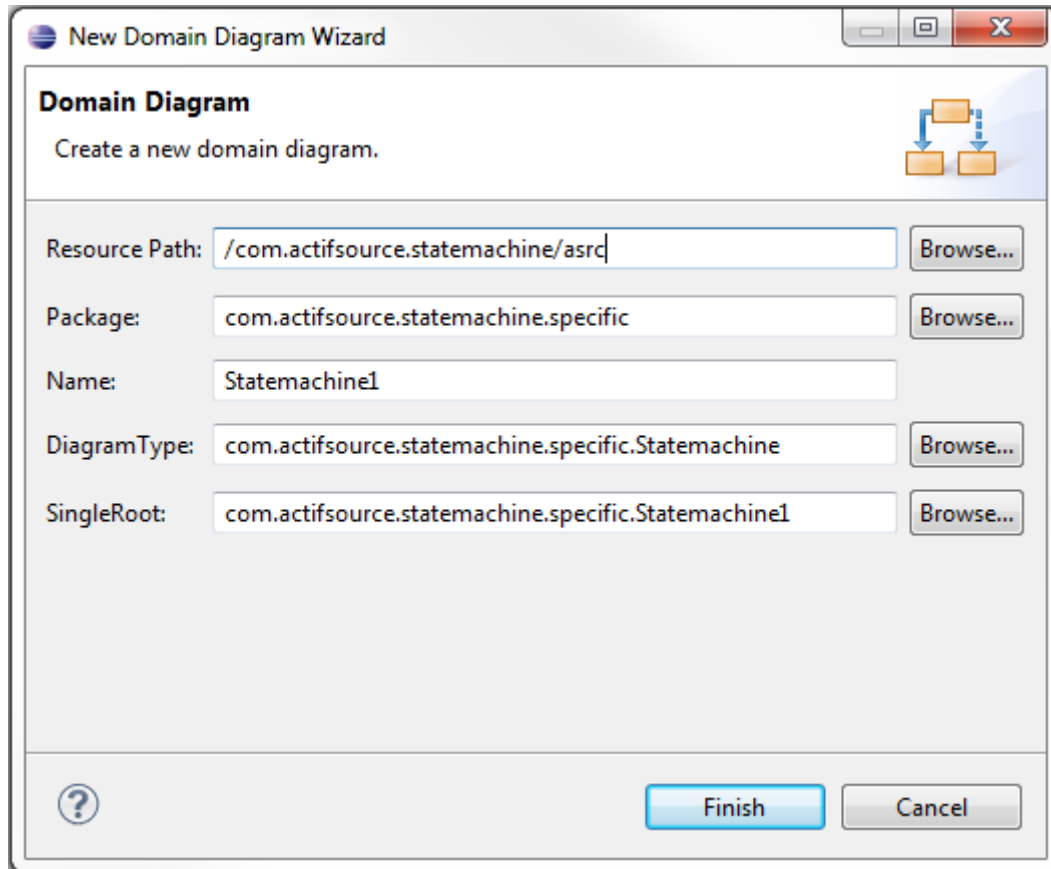 New Domain Diagram Wizard
Domain Diagram
Create a new domain diagram.
Resource Path: /com.actifsource.statemachine/asrc Browse...
Package: com.actifsource.statemachine.specific Browse...
Name: Statemachine1
DiagramType: com.actifsource.statemachine.specific.Statemachine Browse...
SingleRoot: com.actifsource.statemachine.specific.Statemachine1 Browse...
? Finish Cancel